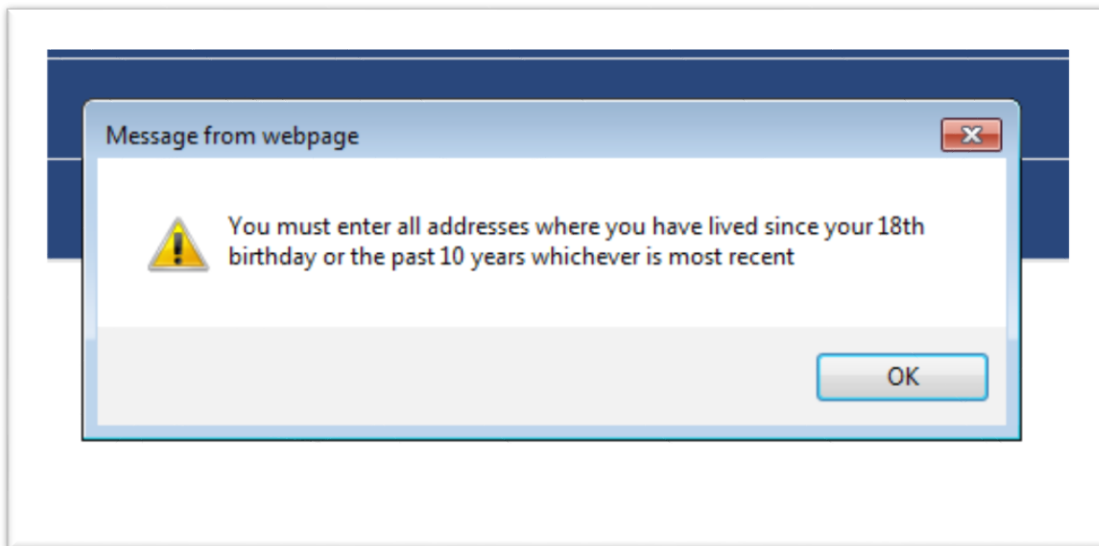 Message from webpage
You must enter all addresses where you have lived since your 18th
birthday or the past 10 years whichever is most recent
OK